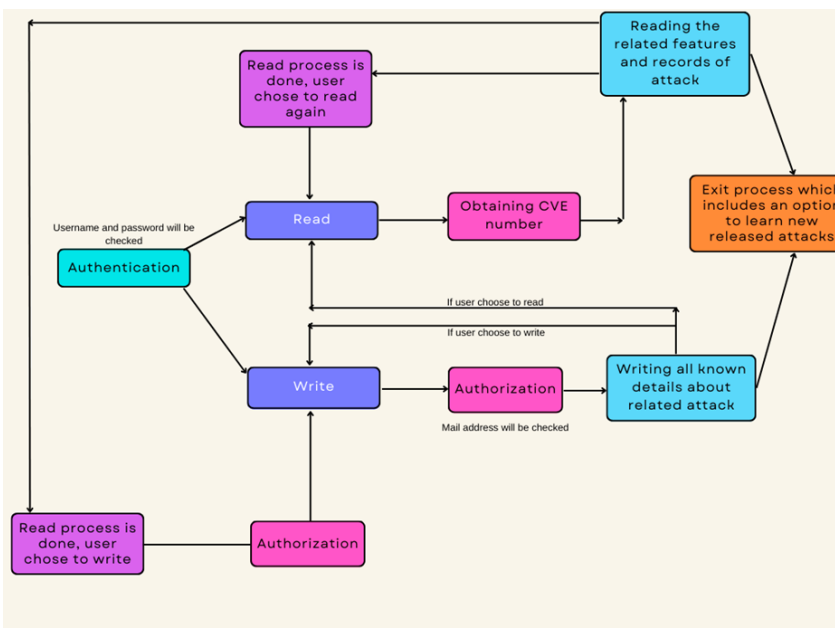 Reading the
related features
and records of
attack
Read process is
done, user
chose to read
again
Exit process which
includes an option
to learn new
released attacks
Obtaining CVE
number
Read
Username and password will be
checked
Authentication
If user choose to read
If user choose to write
Write
Authorization
Writing all known
details about
related attack
Mail address will be checked
Read process is
done, user
chose to write
Authorization